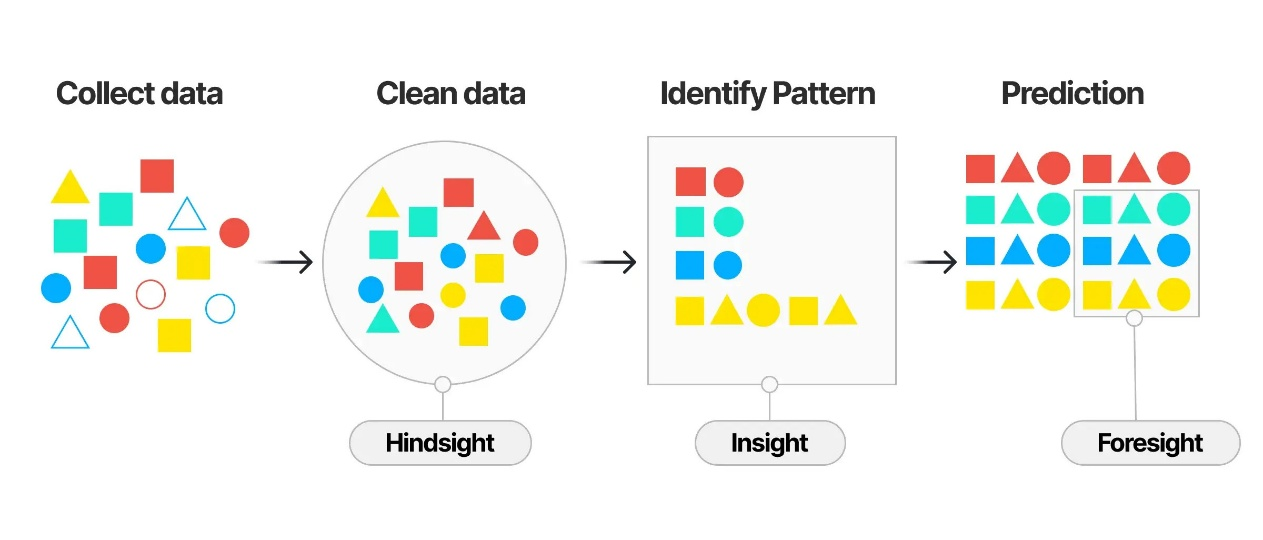 Collect data
Clean data
Identify Pattern
Prediction
Hindsight
Insight
Foresight